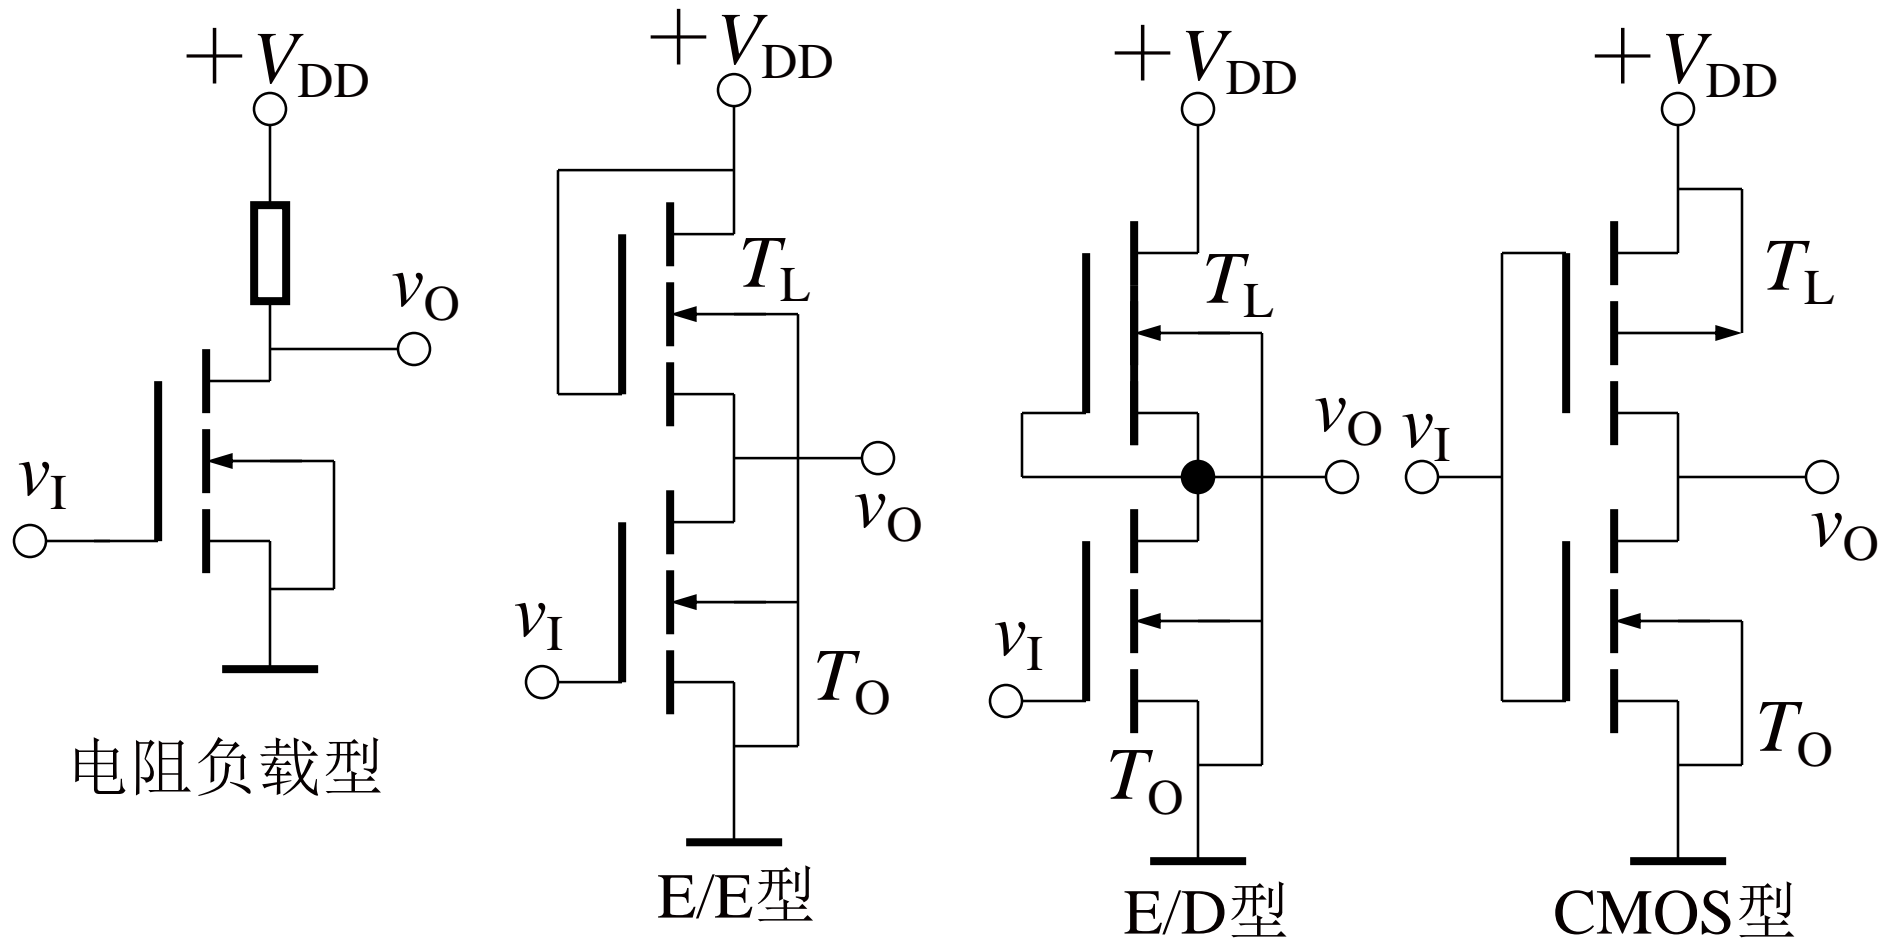 +VDD
vO
vI
电阻负载型
+VDD
TL
vO
vI
TO
E/E型
+VDD
TL
vO
vI
TO
E/D型
+VDD
TL
vI
vO
TO
CMOS型